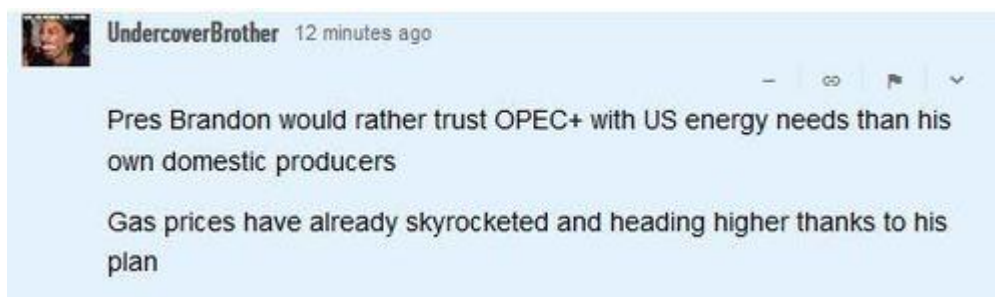 UndercoverBrother 12 minutes ago
Pres Brandon would rather trust OPEC+ with US energy needs than his
own domestic producers
Gas prices have already skyrocketed and heading higher thanks to his
plan